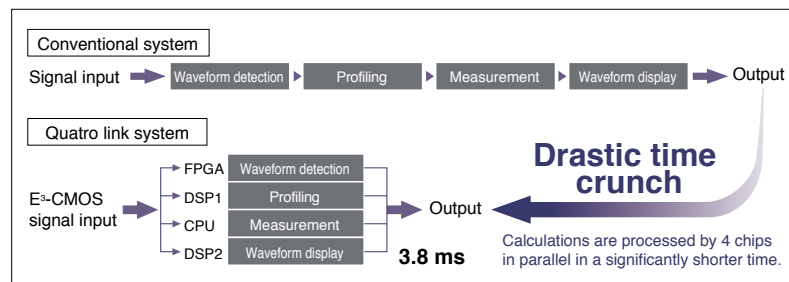 Conventional system
Signal input
Waveform detection
Profiling
Measurement
Waveform display
Output
Quatro link system
E³-CMOS
signal input
FPGA
Waveform detection
DSP1
Profiling
CPU
Measurement
DSP2
Waveform display
Output
3.8 ms
Drastic time
crunch
Calculations are processed by 4 chips
in parallel in a significantly shorter time.